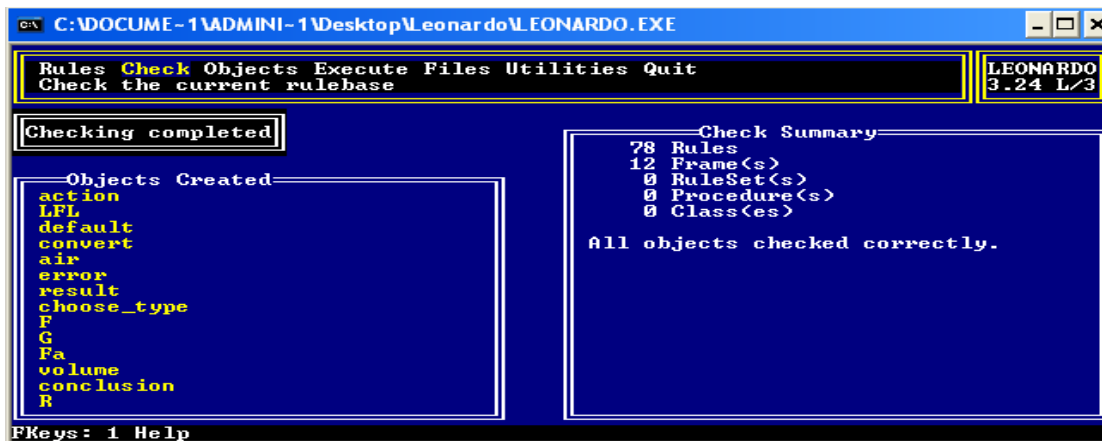 C:\DOCUME~1\ADMINI~1\Desktop\Leonardo\LEONARDO.EXE
Rules Check Objects Execute Files Utilities Quit
Check the current rulebase
LEONARDO
3.24 L/3
Checking completed
Objects Created
action
LFL
default
convert
air
error
result
choose_type
F
G
Fa
volume
conclusion
R
Check Summary
78 Rules
12 Frame(s)
0 RuleSet(s)
0 Procedure(s)
0 Class(es)
All objects checked correctly.
FKeys: 1 Help